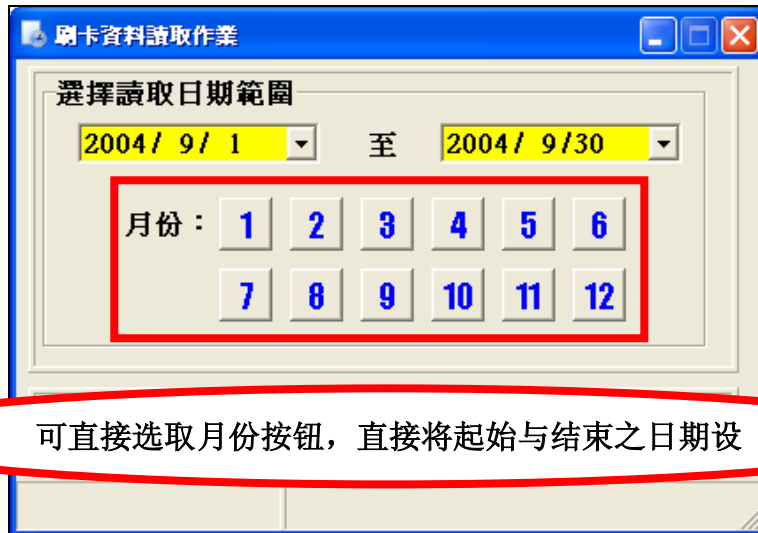 刷卡資料讀取作業
選擇讀取日期範圍
2004/ 9/ 1 至 2004/ 9/30
月份： 1 2 3 4 5 6
7 8 9 10 11 12
可直接选取月份按钮，直接将起始与结束之日期设